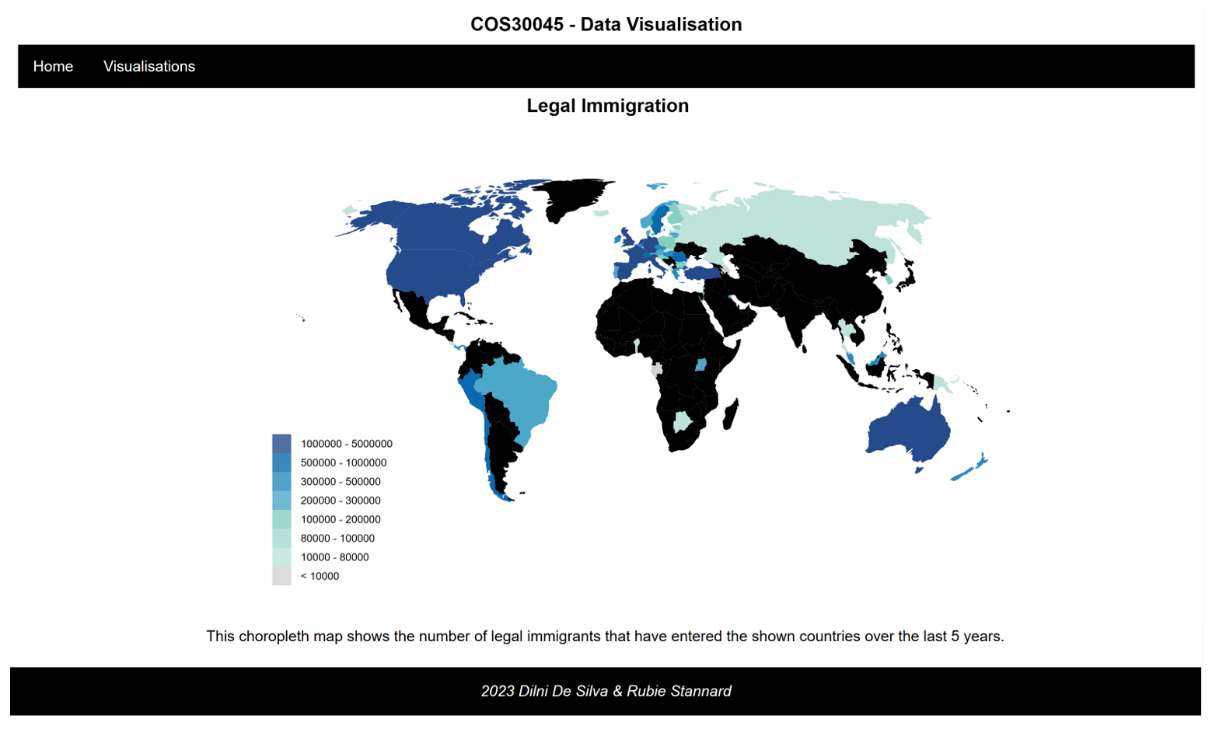 COS30045 - Data Visualisation
Home Visualisations
Legal Immigration
1000000 - 5000000
500000 - 1000000
300000 - 500000
200000 - 300000
100000 - 200000
80000 - 100000
10000 - 80000
< 10000
This choropleth map shows the number of legal immigrants that have entered the shown countries over the last 5 years.
2023 Dilni De Silva & Rubie Stannard